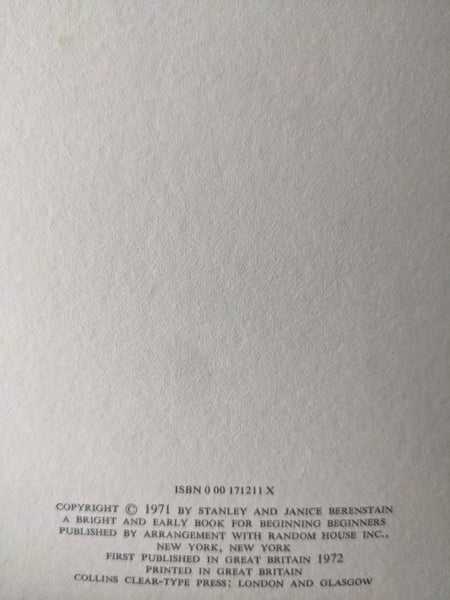 ISBN 0 00 171211 X
COPYRIGHT © 1971 BY STANLEY AND JANICE BERENSTAIN
A BRIGHT AND EARLY BOOK FOR BEGINNING BEGINNERS
PUBLISHED BY ARRANGEMENT WITH RANDOM HOUSE INC.,
NEW YORK, NEW YORK
FIRST PUBLISHED IN GREAT BRITAIN 1972
PRINTED IN GREAT BRITAIN
COLLINS CLEAR-TYPE PRESS: LONDON AND GLASGOW